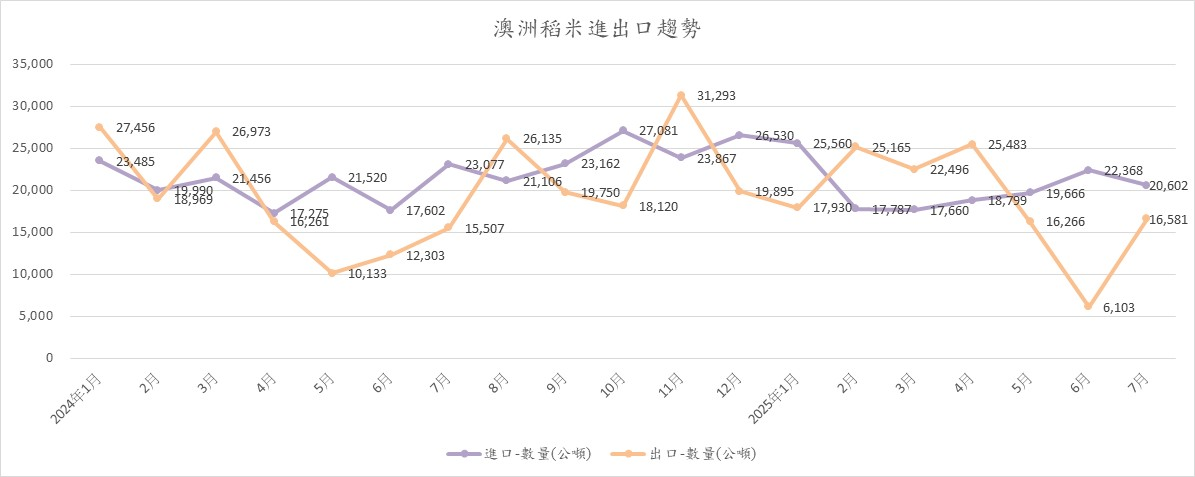 澳洲稻米進出口趨勢
35,000
30,000
25,000
20,000
15,000
10,000
5,000
0
27,456
23,485
19,990
18,969
26,973
21,456
17,275
16,261
21,520
10,133
17,602
12,303
23,077
15,507
26,135
21,106
23,162
19,750
27,081
18,120
31,293
23,867
26,530
19,895
25,560
17,930
25,165
17,787
22,496
17,660
25,483
18,799
19,666
16,266
22,368
6,103
20,602
16,581
2024年1月
2月
3月
4月
5月
6月
7月
8月
9月
10月
11月
12月
2025年1月
2月
3月
4月
5月
6月
7月
進口-數量(公噸)
出口-數量(公噸)